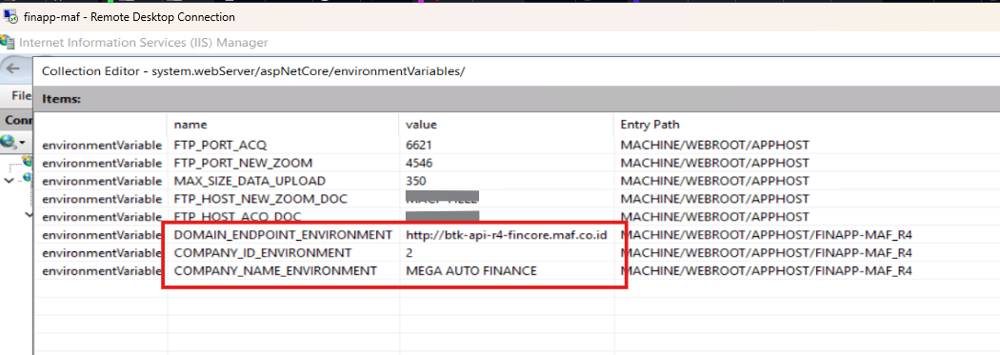 finapp-maf - Remote Desktop Connection
Internet Information Services (IIS) Manager
Collection Editor - system.webServer/aspNetCore/environmentVariables/
File
Items:
Conn
name value Entry Path
environmentVariable FTP_PORT_ACQ 6621 MACHINE/WEBROOT/APPHOST
environmentVariable FTP_PORT_NEW_ZOOM 4546 MACHINE/WEBROOT/APPHOST
environmentVariable MAX_SIZE_DATA_UPLOAD 350 MACHINE/WEBROOT/APPHOST
environmentVariable FTP_HOST_NEW_ZOOM_DOC MACHINE/WEBROOT/APPHOST
environmentVariable FTP_HOST_ACQ_DOC MACHINE/WEBROOT/APPHOST
environmentVariable DOMAIN_ENDPOINT_ENVIRONMENT http://btk-api-r4-fincore.maf.co.id MACHINE/WEBROOT/APPHOST/FINAPP-MAF_R4
environmentVariable COMPANY_ID_ENVIRONMENT 2 MACHINE/WEBROOT/APPHOST/FINAPP-MAF_R4
environmentVariable COMPANY_NAME_ENVIRONMENT MEGA AUTO FINANCE MACHINE/WEBROOT/APPHOST/FINAPP-MAF_R4